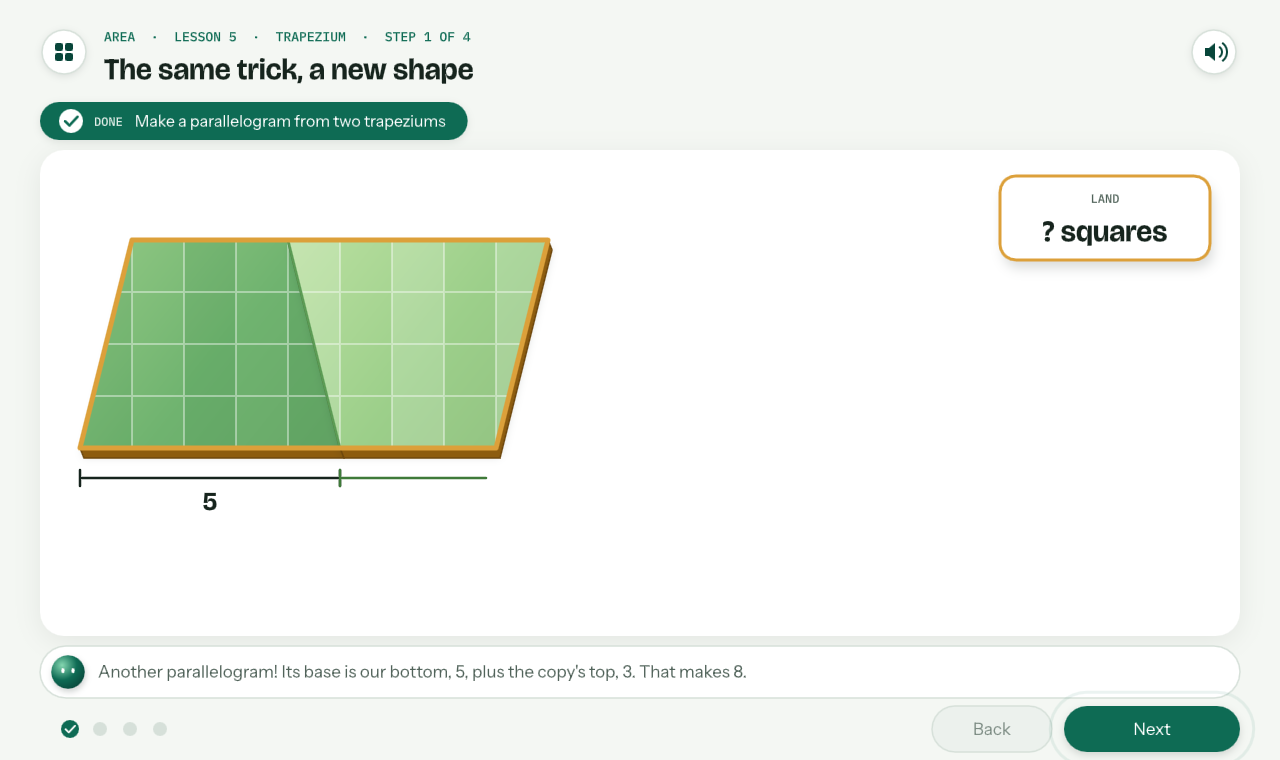 AREA · LESSON 5 · TRAPEZIUM · STEP 1 OF 4
The same trick, a new shape
DONE Make a parallelogram from two trapeziums
LAND
? squares
5
Another parallelogram! Its base is our bottom, 5, plus the copy's top, 3. That makes 8.
Back
Next